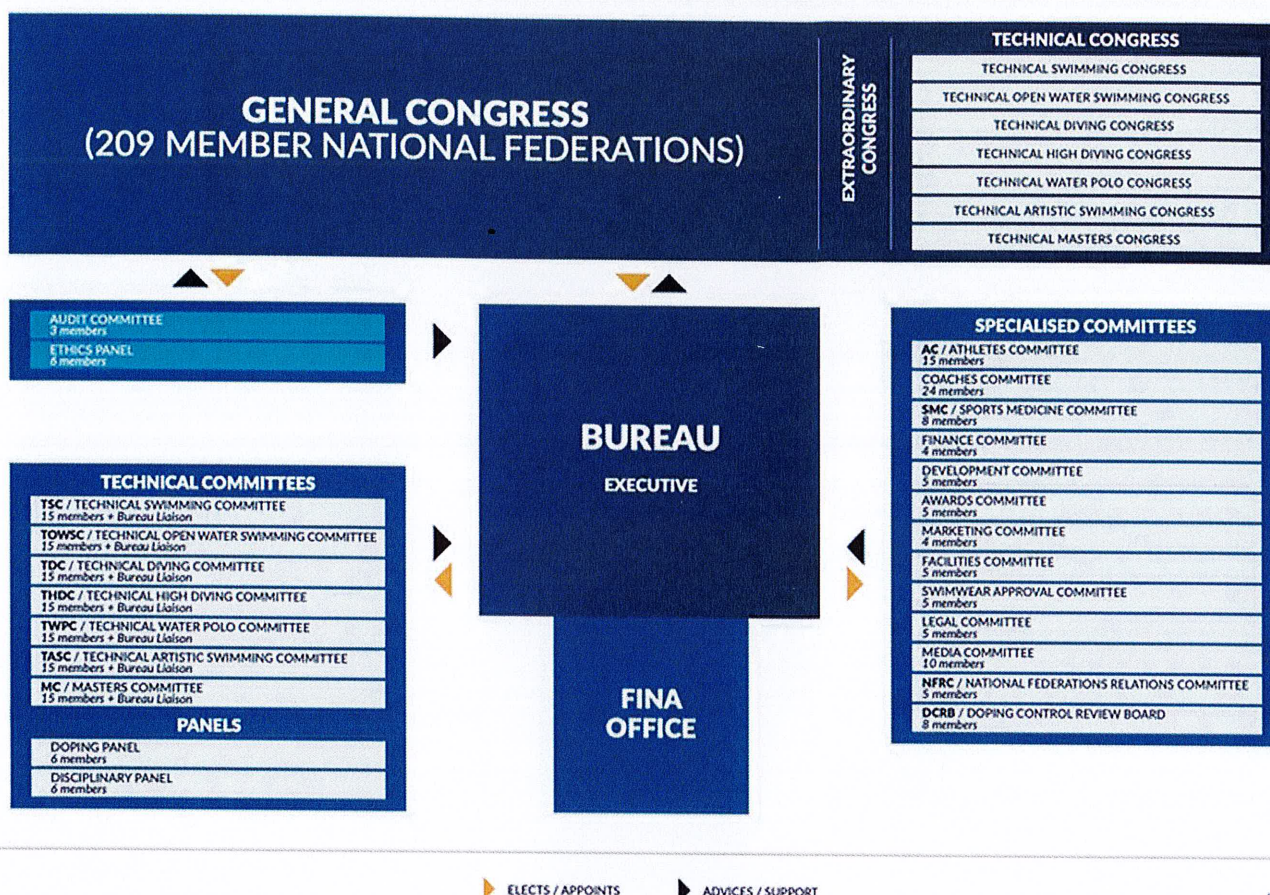 GENERAL CONGRESS
(209 MEMBER NATIONAL FEDERATIONS)
EXTRAORDINARY
CONGRESS
TECHNICAL CONGRESS
TECHNICAL SWIMMING CONGRESS
TECHNICAL OPEN WATER SWIMMING CONGRESS
TECHNICAL DIVING CONGRESS
TECHNICAL HIGH DIVING CONGRESS
TECHNICAL WATER POLO CONGRESS
TECHNICAL ARTISTIC SWIMMING CONGRESS
TECHNICAL MASTERS CONGRESS
AUDIT COMMITTEE
3 members
ETHICS PANEL
6 members
TECHNICAL COMMITTEES
TSC / TECHNICAL SWIMMING COMMITTEE
15 members + Bureau Liaison
TOWSC / TECHNICAL OPEN WATER SWIMMING COMMITTEE
15 members + Bureau Liaison
TDC / TECHNICAL DIVING COMMITTEE
15 members + Bureau Liaison
THDC / TECHNICAL HIGH DIVING COMMITTEE
15 members + Bureau Liaison
TWPC / TECHNICAL WATER POLO COMMITTEE
15 members + Bureau Liaison
TASC / TECHNICAL ARTISTIC SWIMMING COMMITTEE
15 members + Bureau Liaison
MC / MASTERS COMMITTEE
15 members + Bureau Liaison
PANELS
DOPING PANEL
6 members
DISCIPLINARY PANEL
6 members
BUREAU
EXECUTIVE
FINA
OFFICE
SPECIALISED COMMITTEES
AC / ATHLETES COMMITTEE
15 members
COACHES COMMITTEE
24 members
SMC / SPORTS MEDICINE COMMITTEE
8 members
FINANCE COMMITTEE
4 members
DEVELOPMENT COMMITTEE
5 members
AWARDS COMMITTEE
5 members
MARKETING COMMITTEE
4 members
FACILITIES COMMITTEE
5 members
SWIMWEAR APPROVAL COMMITTEE
5 members
LEGAL COMMITTEE
5 members
MEDIA COMMITTEE
10 members
NFRC / NATIONAL FEDERATIONS RELATIONS COMMITTEE
5 members
DCRB / DOPING CONTROL REVIEW BOARD
8 members
ELECTS / APPOINTS
ADVICES / SUPPORT